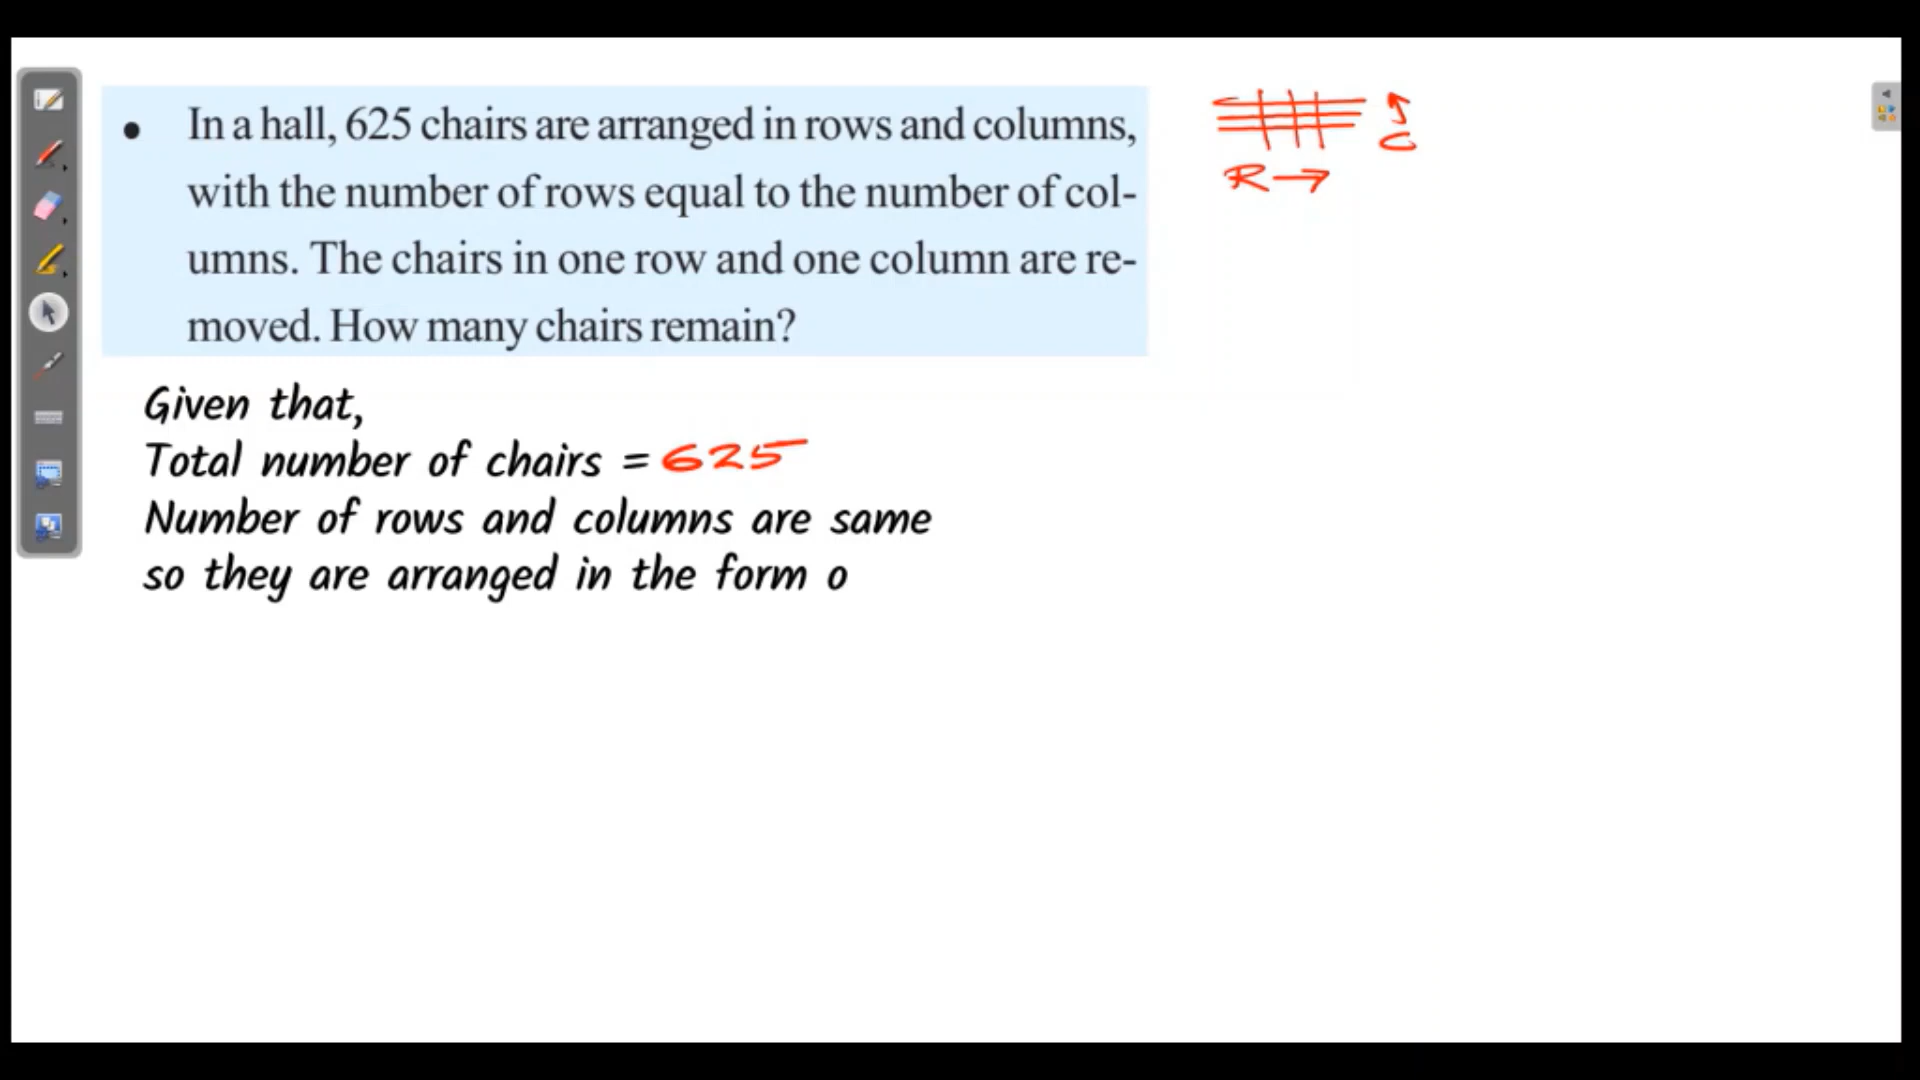 • In a hall, 625 chairs are arranged in rows and columns,
with the number of rows equal to the number of col-
umns. The chairs in one row and one column are re-
moved. How many chairs remain?
C
R
Given that,
Total number of chairs = 625
Number of rows and columns are same
so they are arranged in the form o